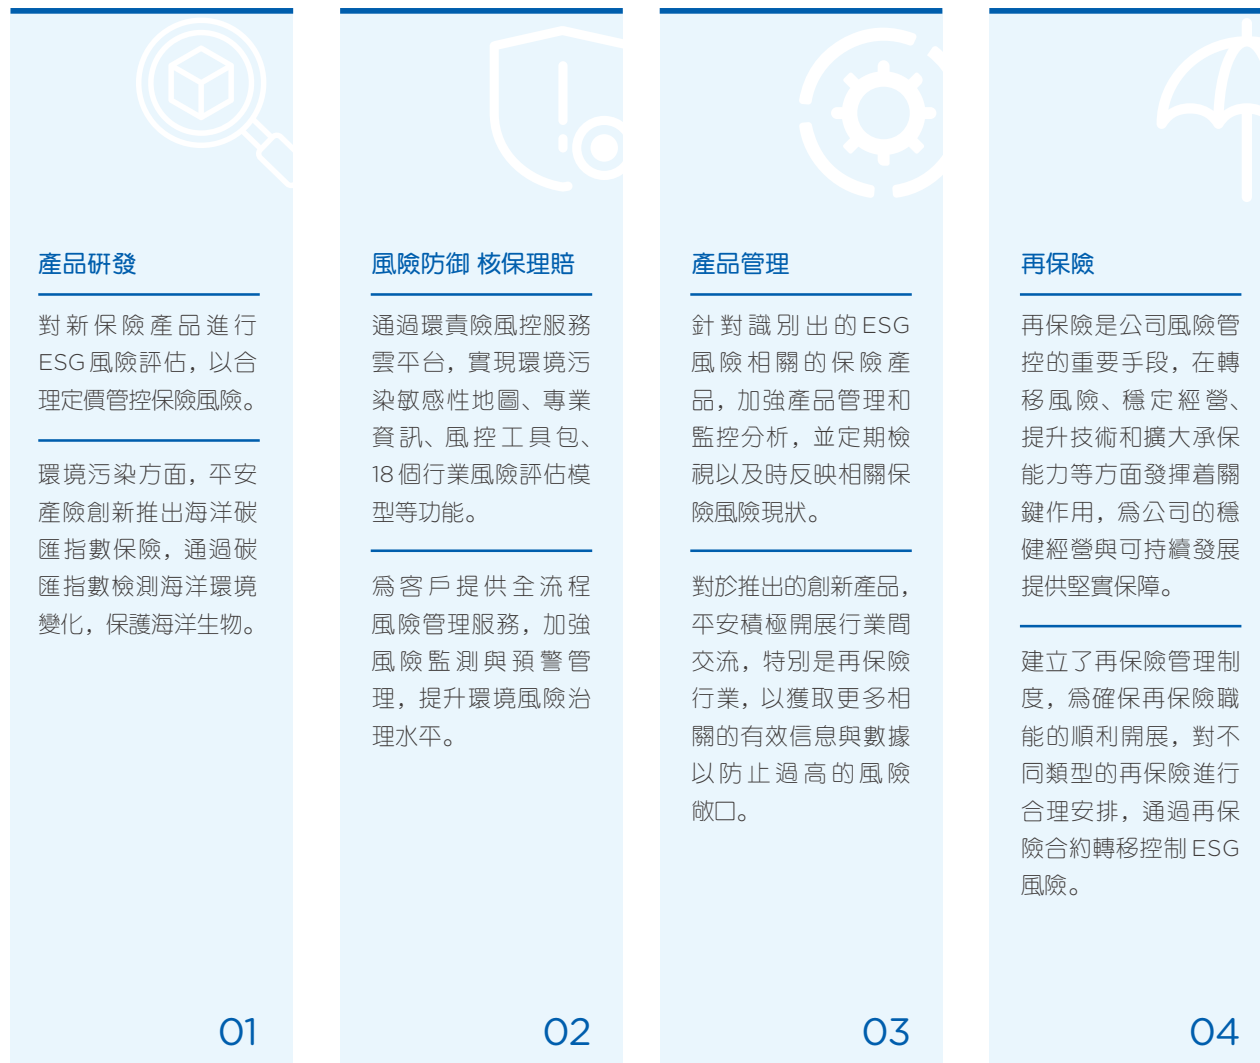 產品研發
對新保險產品進行
ESG風險評估，以合
理定價管控保險風險。
環境污染方面，平安
產險創新推出海洋碳
匯指數保險，通過碳
匯指數檢測海洋環境
變化，保護海洋生物。
01
風險防御 核保理賠
通過環責險風控服務
雲平台，實現環境污
染敏感性地圖、專業
資訊、風控工具包、
18個行業風險評估模
型等功能。
為客戶提供全流程
風險管理服務，加強
風險監測與預警管
理，提升環境風險治
理水平。
02
產品管理
針對識別出的ESG
風險相關的保險產
品，加強產品管理和
監控分析，並定期檢
視以及時反映相關保
險風險現狀。
對於推出的創新產品，
平安積極開展行業間
交流，特別是再保險
行業，以獲取更多相
關的有效信息與數據
以防止過高的風險
敞口。
03
再保險
再保險是公司風險管
控的重要手段，在轉
移風險、穩定經營、
提升技術和擴大承保
能力等方面發揮着關
鍵作用，為公司的穩
健經營與可持續發展
提供堅實保障。
建立了再保險管理制
度，為確保再保險職
能的順利開展，對不
同類型的再保險進行
合理安排，通過再保
險合約轉移控制ESG
風險。
04